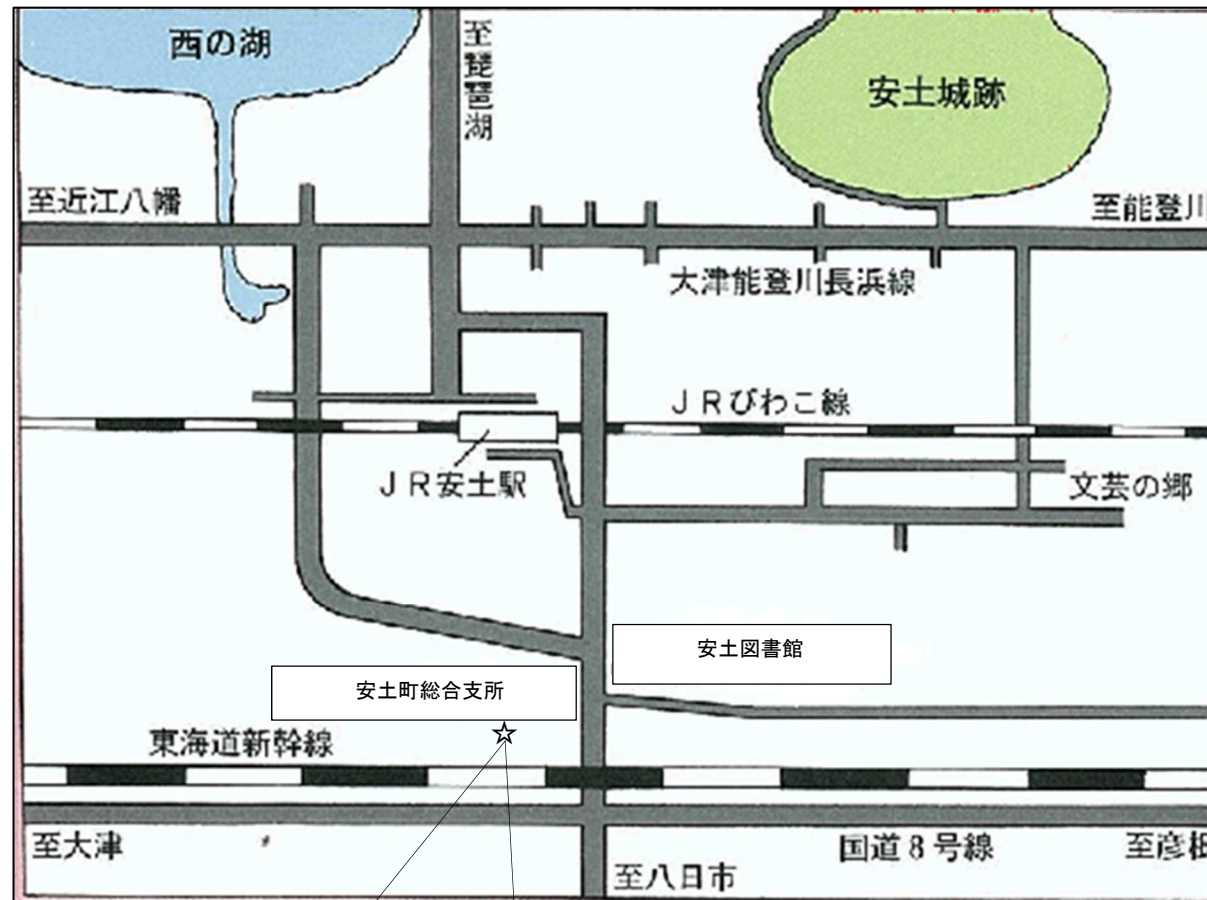 西の湖
至琵琶湖
安土城跡
至近江八幡
至能登川
大津能登川長浜線
JRびわこ線
JR安土駅
文芸の郷
安土図書館
安土町総合支所
東海道新幹線
至大津
国道8号線
至彦根
至八日市